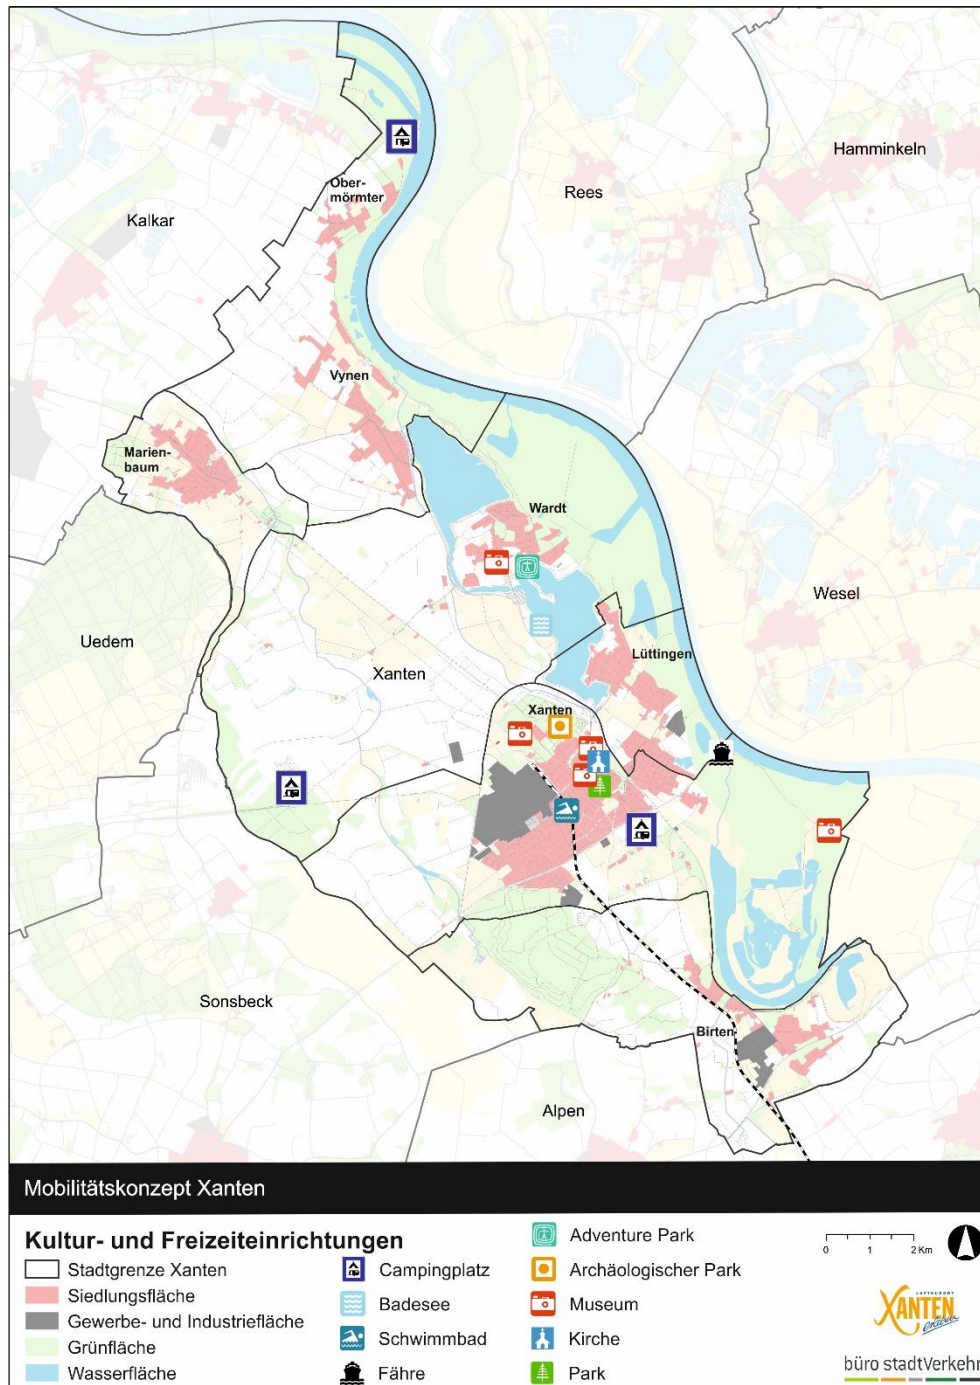 Hamminkeln
Rees
Ober-
mörmter
Kalkar
Vynen
Marien-
baum
Wardt
Wesel
Uedem
Lüttingen
Xanten
Xanten
Sonsbeck
Birten
Alpen
Mobilitätskonzept Xanten
Kultur- und Freizeiteinrichtungen
Stadtgrenze Xanten
Siedlungsfläche
Gewerbe- und Industriefläche
Grünfläche
Wasserfläche
Campingplatz
Badesee
Schwimmbad
Fähre
Adventure Park
Archäologischer Park
Museum
Kirche
Park
0 1 2 Km
LUFTKURORT
XANTEN
erleben
büro stadtVerkehr